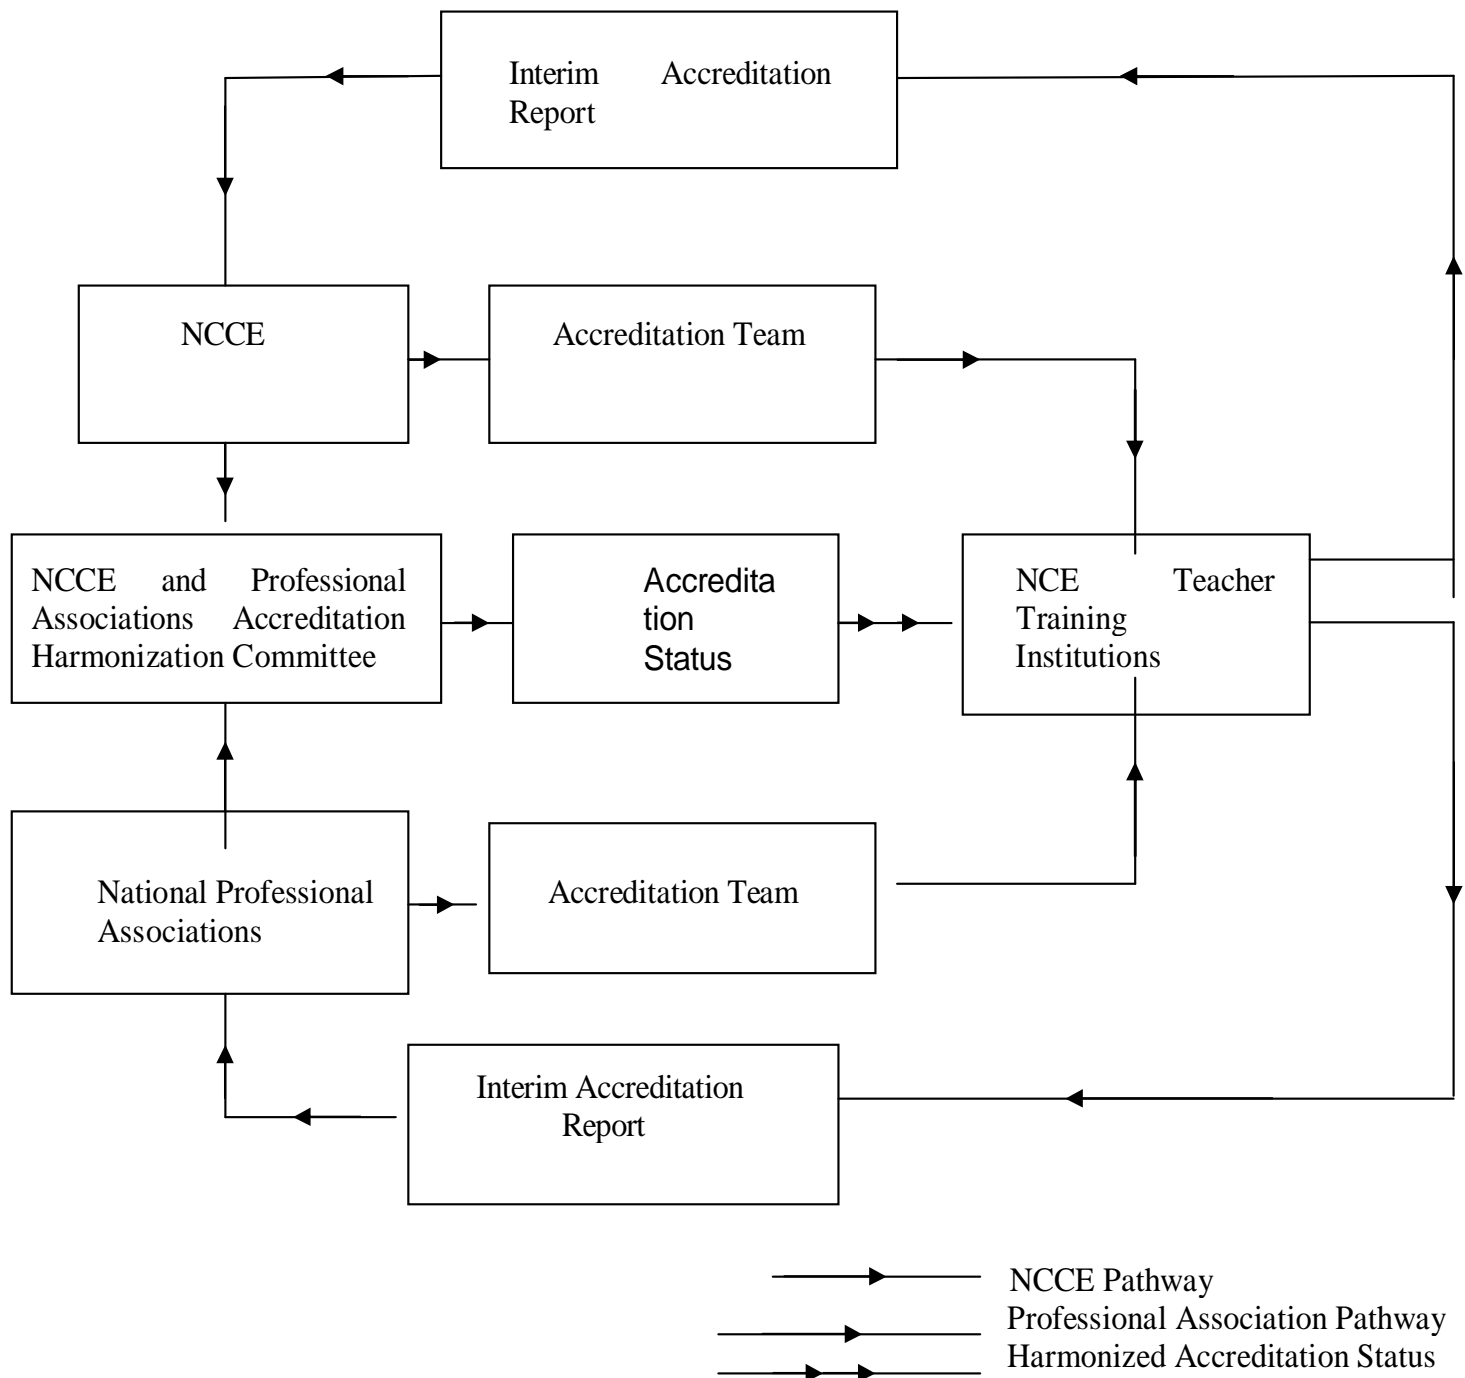 Interim Accreditation
Report
NCCE
Accreditation Team
NCCE and Professional
Associations Accreditation
Harmonization Committee
Accredita
tion
Status
NCE Teacher
Training
Institutions
National Professional
Associations
Accreditation Team
Interim Accreditation
Report
NCCE Pathway
Professional Association Pathway
Harmonized Accreditation Status